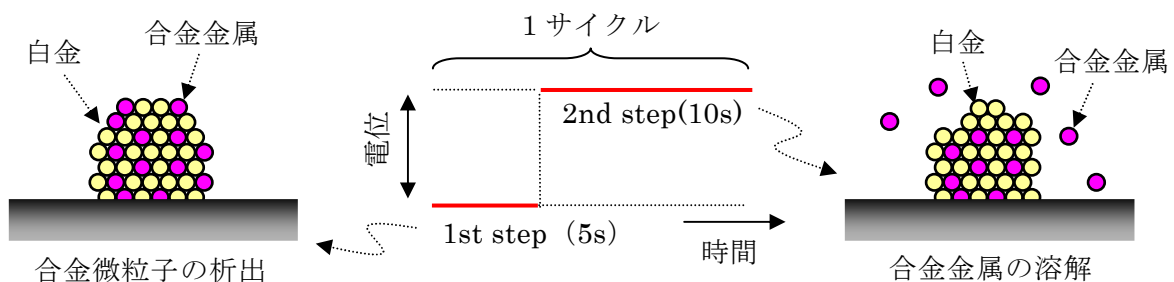 1 サイクル
合金金属
白金
白金
合金金属
電位
2nd step(10s)
1st step（5s）
時間
合金微粒子の析出
合金金属の溶解